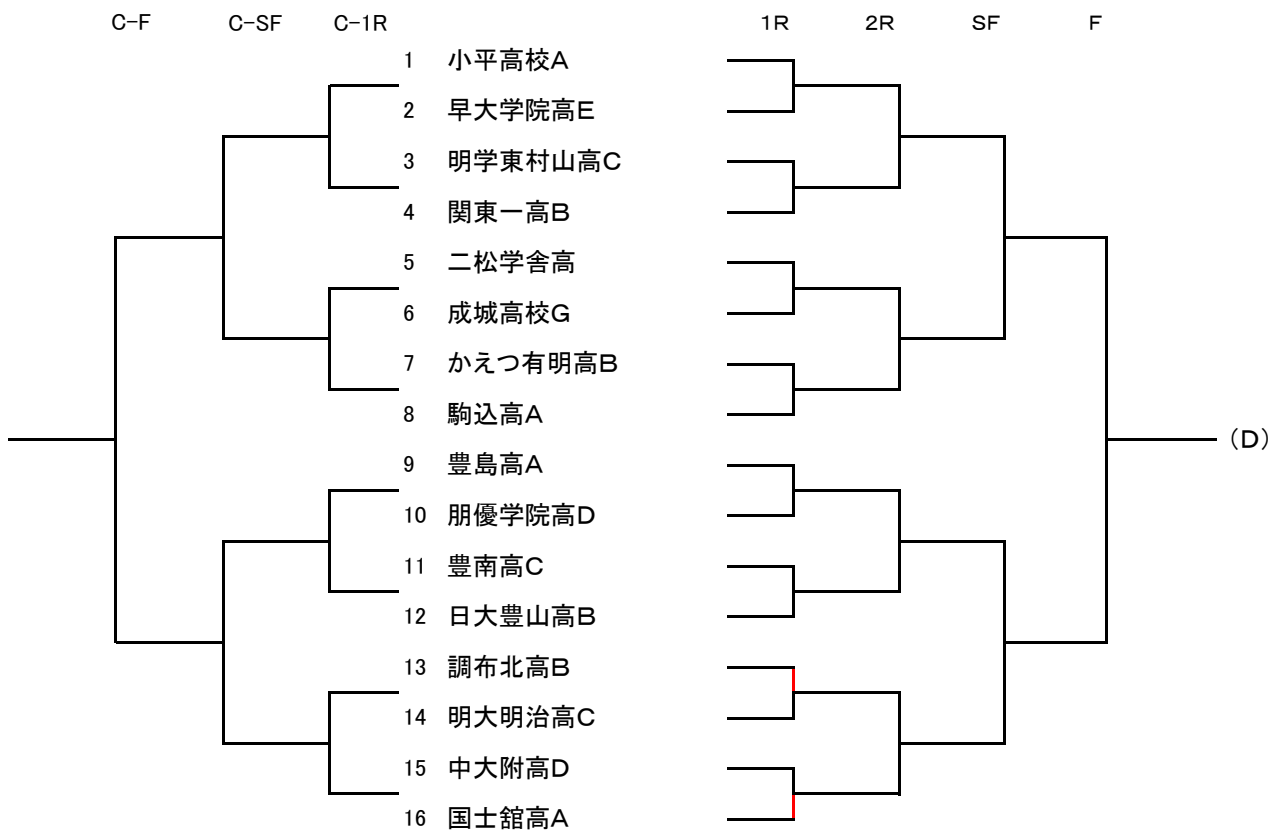 C-F C-SF C-1R 1R 2R SF F
1 小平高校A
2 早大学院高E
3 明学東村山高C
4 関東一高B
5 二松学舎高
6 成城高校G
7 かえつ有明高B
8 駒込高A
(D)
9 豊島高A
10 朋優学院高D
11 豊南高C
12 日大豊山高B
13 調布北高B
14 明大明治高C
15 中大附高D
16 国士舘高A